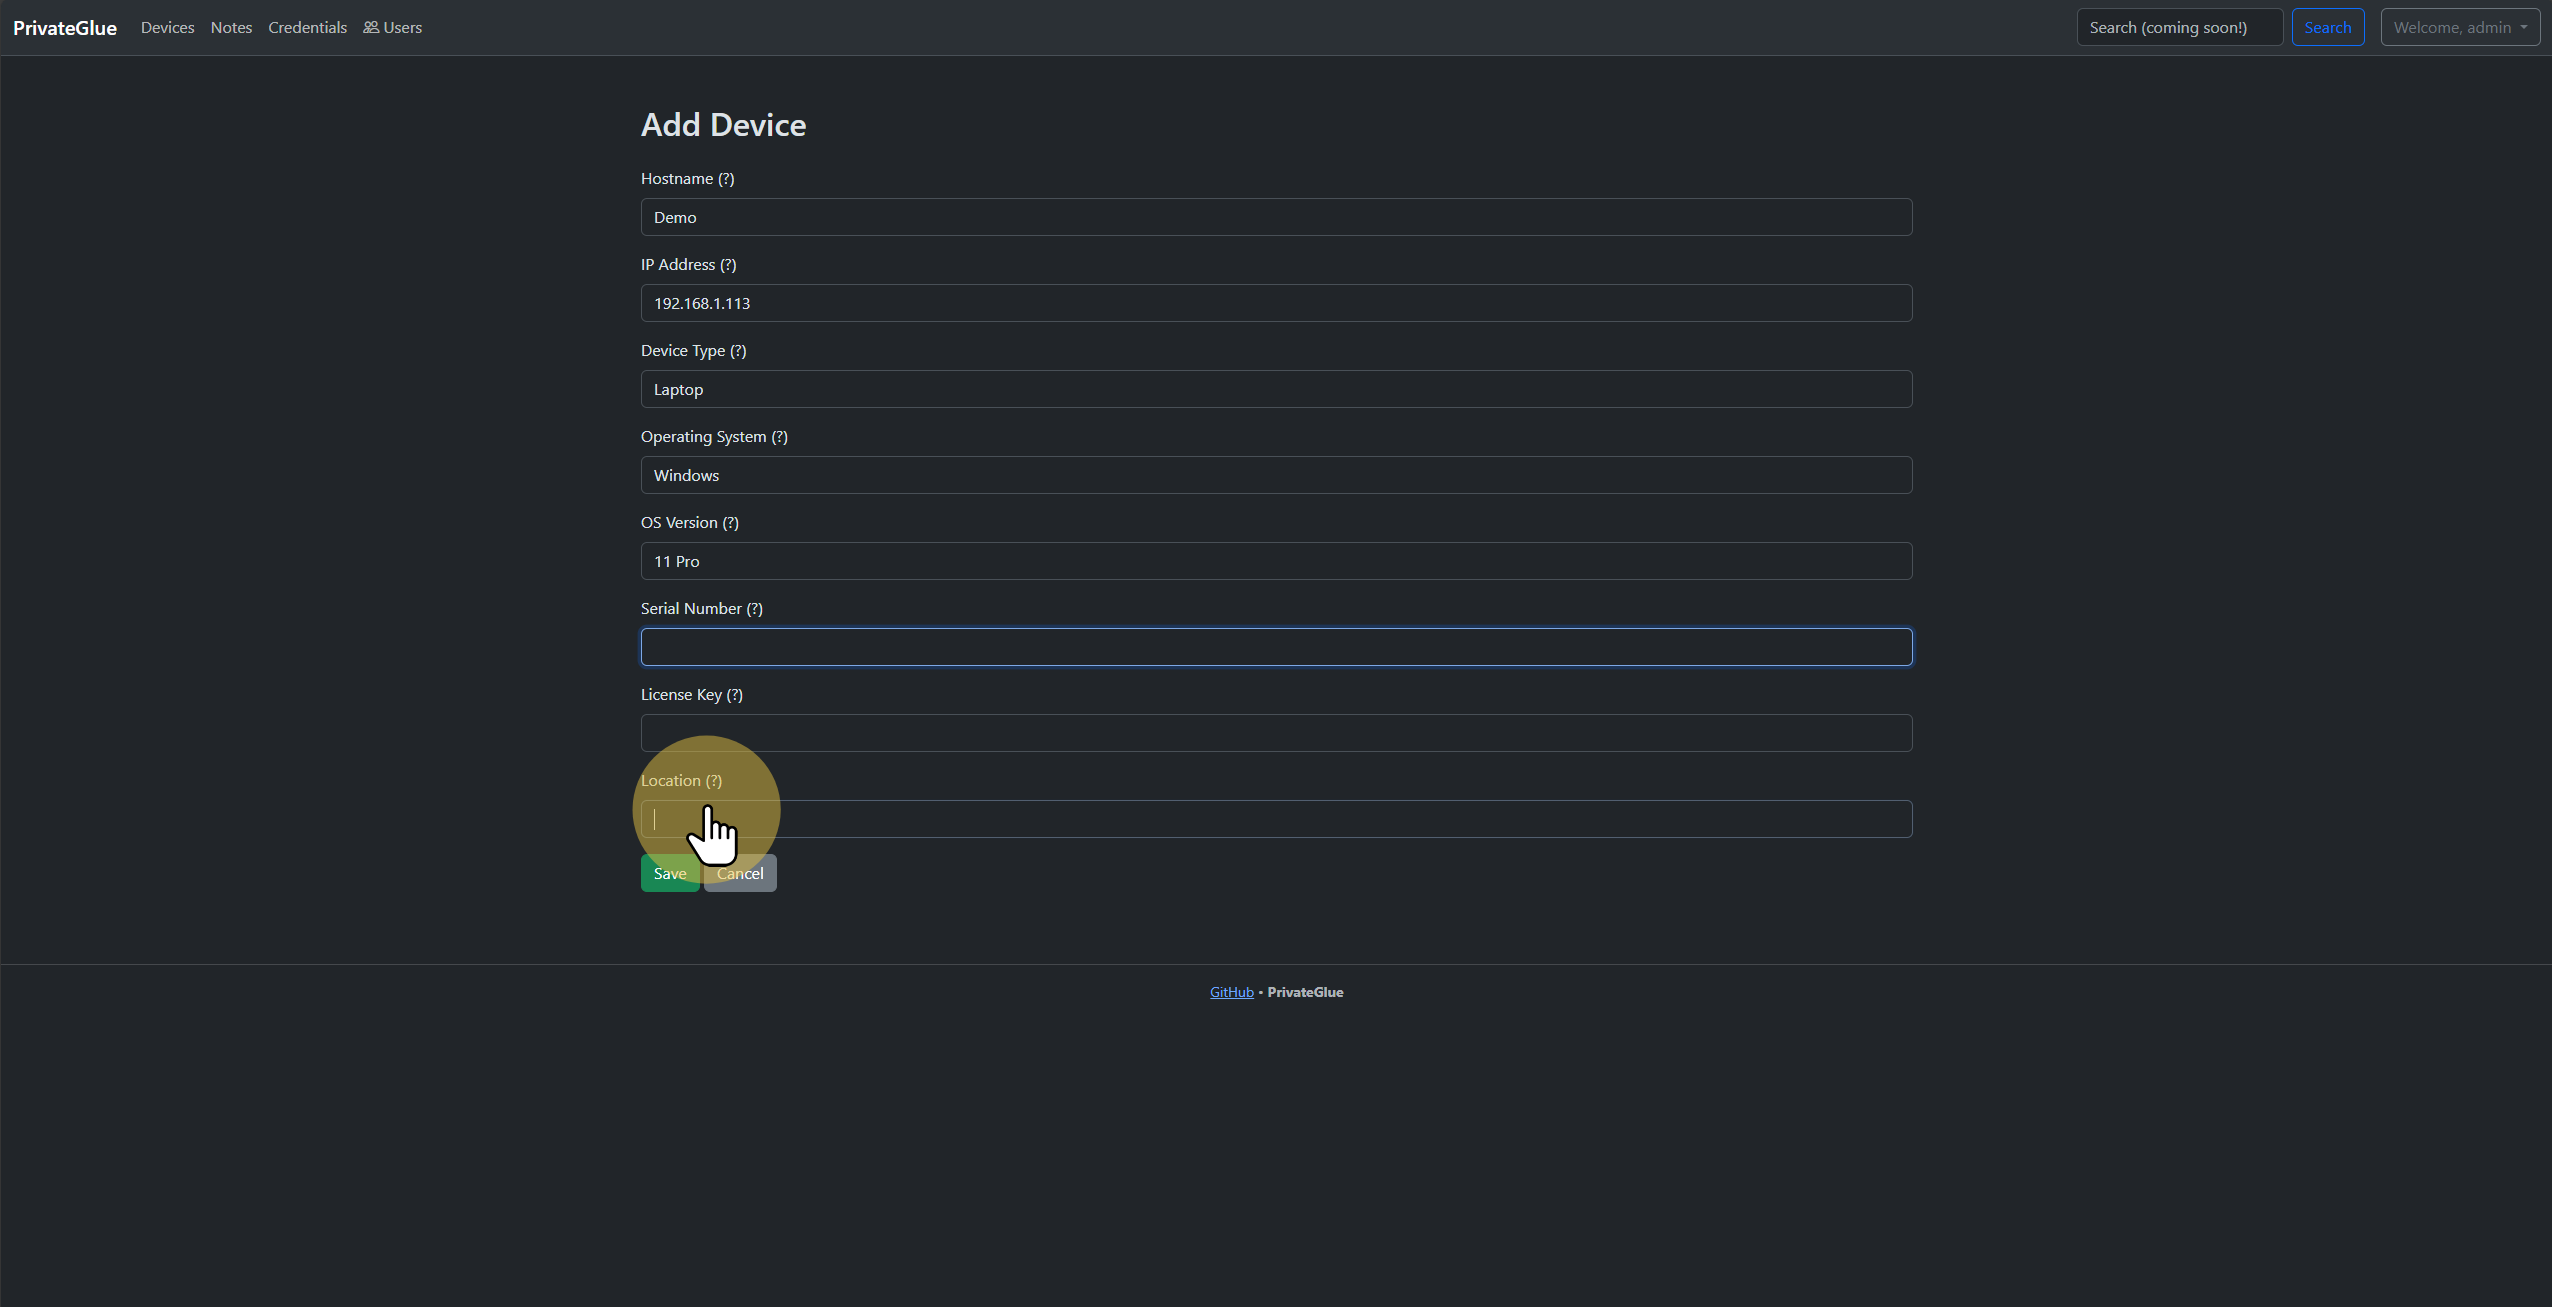 PrivateGlue Devices Notes Credentials Users Search (coming soon!) Search Welcome, admin
Add Device
Hostname (?)
Demo
IP Address (?)
192.168.1.113
Device Type (?)
Laptop
Operating System (?)
Windows
OS Version (?)
11 Pro
Serial Number (?)
License Key (?)
Location (?)
Save Cancel
GitHub • PrivateGlue